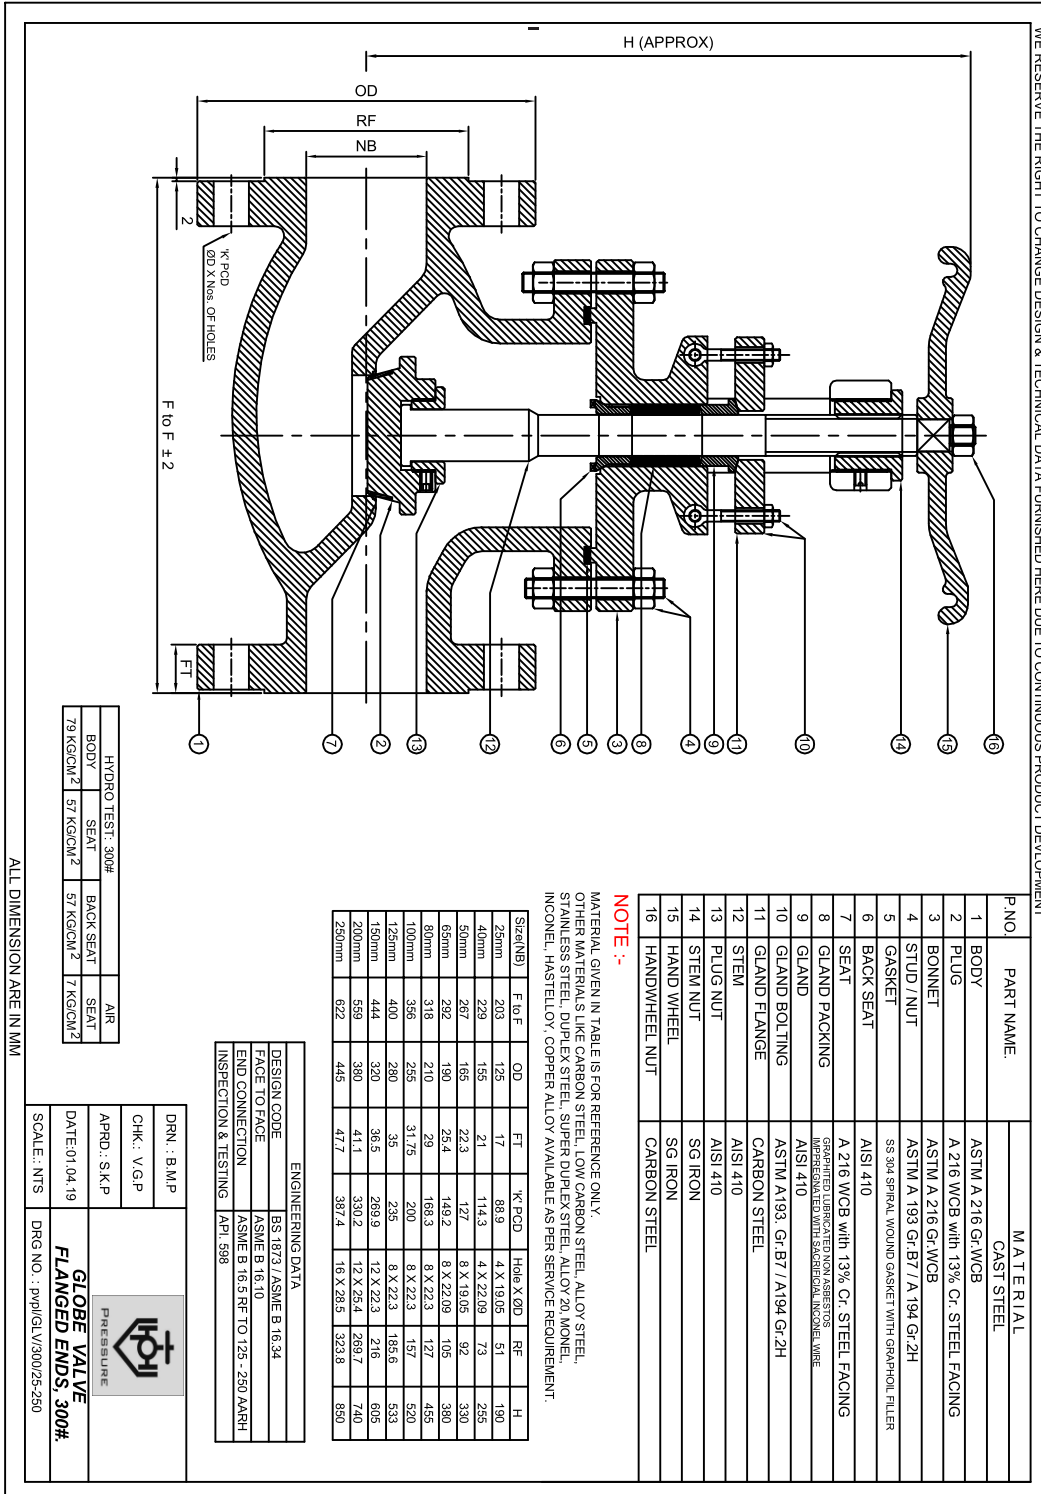 WE RESERVE THE RIGHT TO CHANGE DESIGN & TECHNICAL DATA FURNISHED HERE DUE TO CONTINUOUS PRODUCT DEVLOPMENT
H (APPROX)
OD
RF
NB
2
'K' PCD
ØD X Nos. OF HOLES
F to F ± 2
FT
1
7
2
13
12
6
5
3
8
4
9
11
10
14
15
16
P.NO. PART NAME. MATERIAL
CAST STEEL
1 BODY ASTM A 216 Gr.WCB
2 PLUG A 216 WCB with 13% Cr. STEEL FACING
3 BONNET ASTM A 216 Gr.WCB
4 STUD / NUT ASTM A 193 Gr.B7 / A 194 Gr.2H
5 GASKET SS 304 SPIRAL WOUND GASKET WITH GRAPHOIL FILLER
6 BACK SEAT AISI 410
7 SEAT A 216 WCB with 13% Cr. STEEL FACING
8 GLAND PACKING GRAPHITED LUBRICATED NON ASBESTOS
IMPPREGNATED WITH SACRIFICIAL INCONEL WIRE
9 GLAND AISI 410
10 GLAND BOLTING ASTM A193. Gr.B7 / A194 Gr.2H
11 GLAND FLANGE CARBON STEEL
12 STEM AISI 410
13 PLUG NUT AISI 410
14 STEM NUT SG IRON
15 HAND WHEEL SG IRON
16 HANDWHEEL NUT CARBON STEEL
NOTE :-
MATERIAL GIVEN IN TABLE IS FOR REFERENCE ONLY.
OTHER MATERIALS LIKE CARBON STEEL, LOW CARBON STEEL, ALLOY STEEL,
STAINLESS STEEL, DUPLEX STEEL, SUPER DUPLEX STEEL, ALLOY 20, MONEL,
INCONEL, HASTELLOY, COPPER ALLOY AVAILABLE AS PER SERVICE REQUIREMENT.
Size(NB) F to F OD FT 'K' PCD Hole X ØD RF H
25mm 203 125 17 88.9 4 X 19.05 51 190
40mm 229 155 21 114.3 4 X 22.09 73 255
50mm 267 165 22.3 127 8 X 19.05 92 330
65mm 292 190 25.4 149.2 8 X 22.09 105 380
80mm 318 210 29 168.3 8 X 22.3 127 455
100mm 356 255 31.75 200 8 X 22.3 157 520
125mm 400 280 35 235 8 X 22.3 185.6 533
150mm 444 320 36.5 269.9 12 X 22.3 216 605
200mm 559 380 41.1 330.2 12 X 25.4 269.7 740
250mm 622 445 47.7 387.4 16 X 28.5 323.8 850
ENGINEERING DATA
DESIGN CODE BS 1873 / ASME B 16.34
FACE TO FACE ASME B 16.10
END CONNECTION ASME B 16.5 RF TO 125 - 250 AARH
INSPECTION & TESTING API. 598
HYDRO TEST: 300# AIR
BODY SEAT BACK SEAT SEAT
79 KG/CM2 57 KG/CM2 57 KG/CM2 7 KG/CM2
DRN. : B.M.P
CHK.: V.G.P
APRD.: S.K.P
DATE:01.04.19
SCALE.: NTS
PRESSURE
GLOBE VALVE
FLANGED ENDS, 300#.
DRG NO. : pvpl/GLV/300/25-250
ALL DIMENSION ARE IN MM